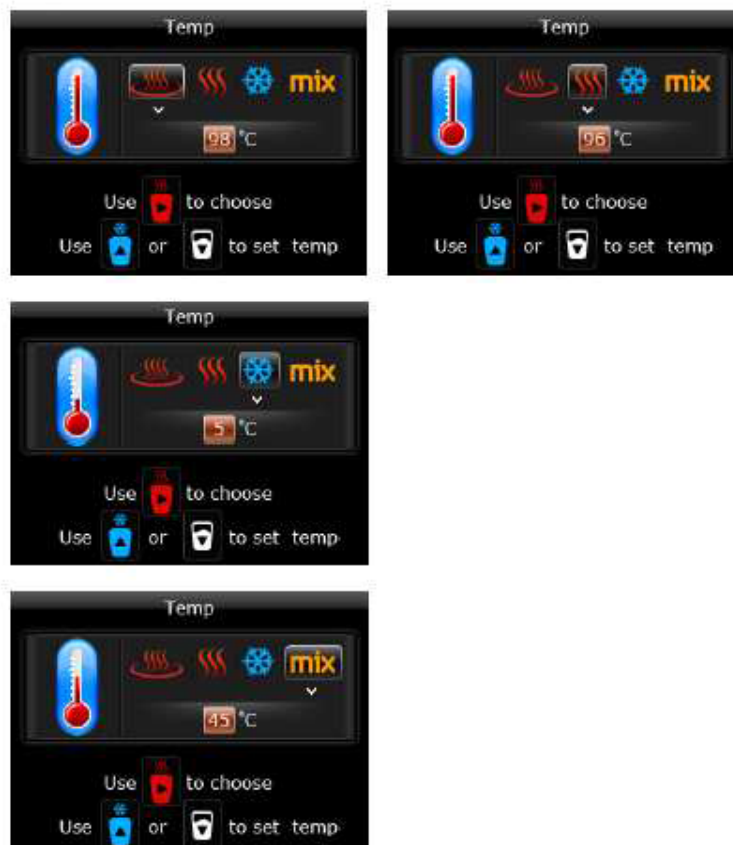 Temp
mix
98 °C
Use to choose
Use or to set temp
Temp
mix
96 °C
Use to choose
Use or to set temp
Temp
mix
5 °C
Use to choose
Use or to set temp
Temp
mix
45 °C
Use to choose
Use or to set temp